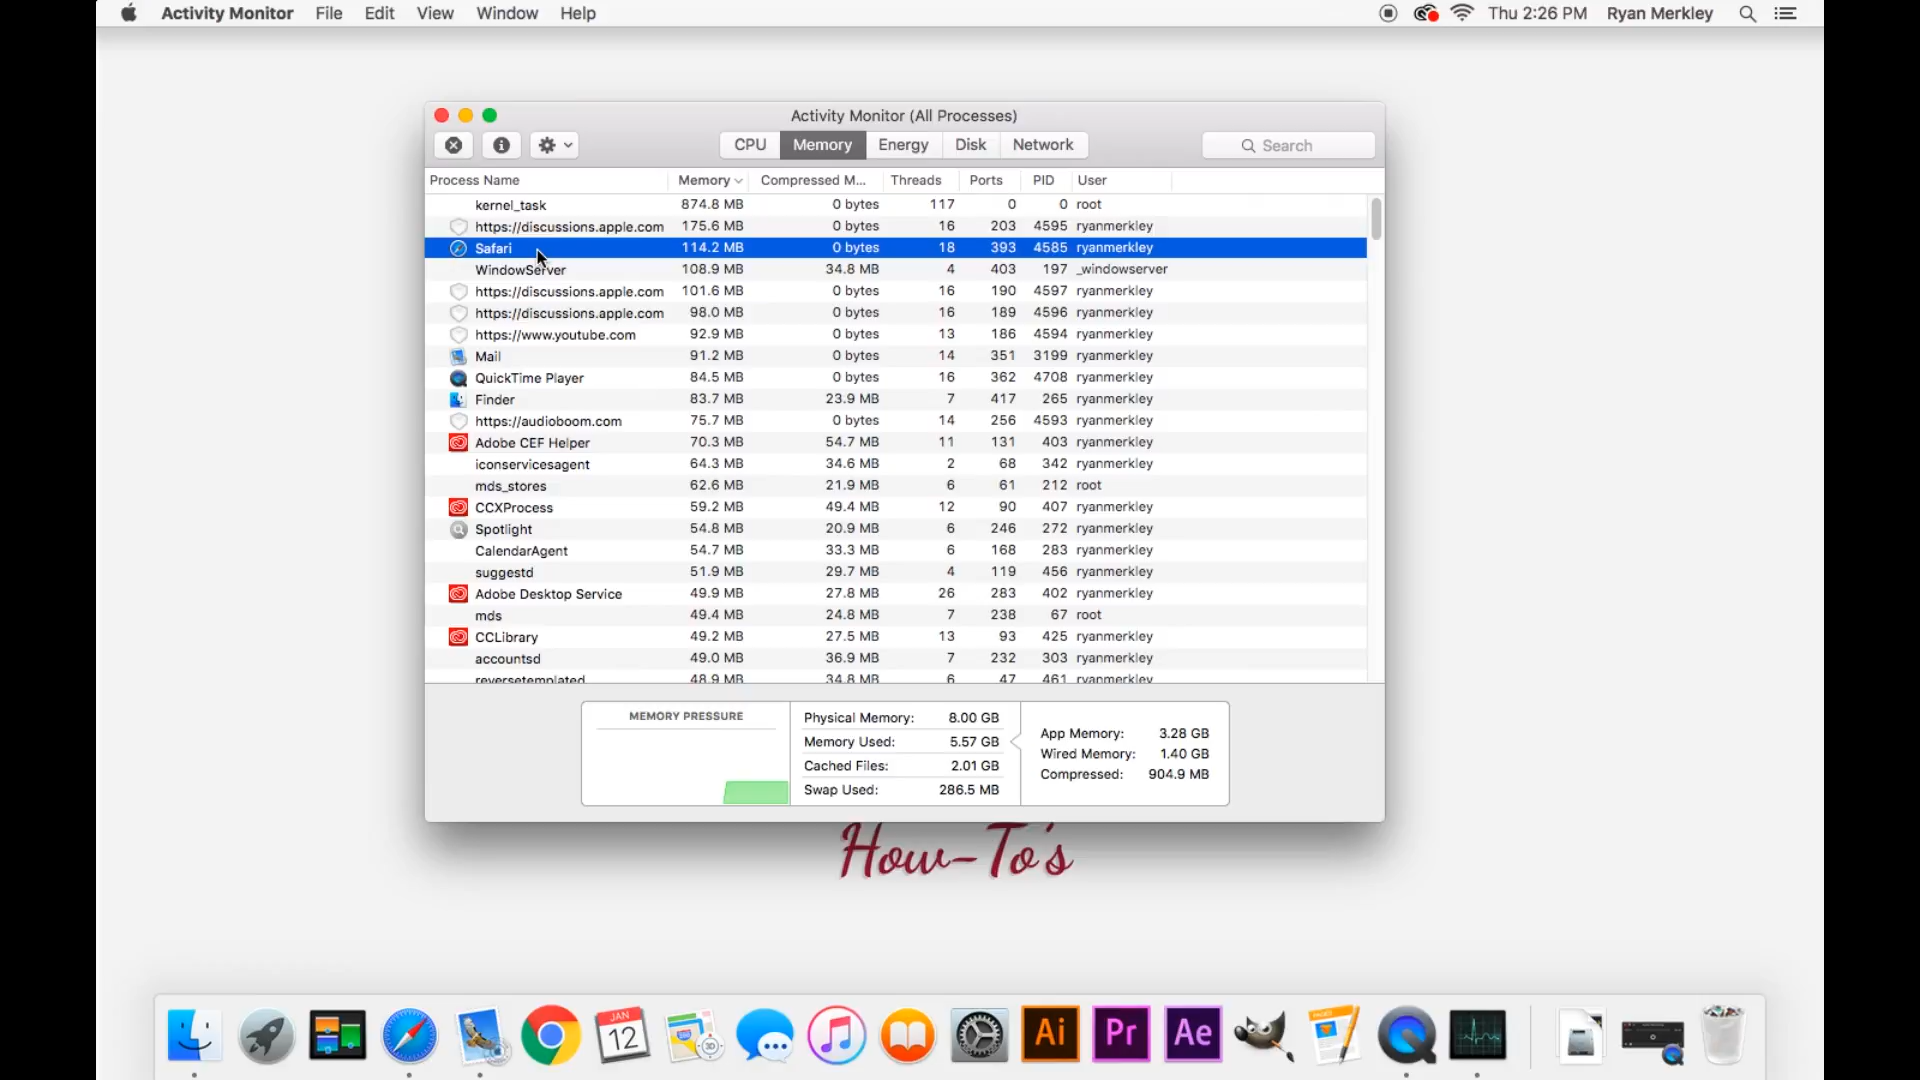 Activity Monitor File Edit View Window Help Thu 2:26 PM Ryan Merkley
Activity Monitor (All Processes)
CPU Memory Energy Disk Network Search
Process Name Memory Compressed M... Threads Ports PID User
kernel_task 874.8 MB 0 bytes 117 0 0 root
https://discussions.apple.com 175.6 MB 0 bytes 16 203 4595 ryanmerkley
Safari 114.2 MB 0 bytes 18 393 4585 ryanmerkley
WindowServer 108.9 MB 34.8 MB 4 403 197 _windowserver
https://discussions.apple.com 101.6 MB 0 bytes 16 190 4597 ryanmerkley
https://discussions.apple.com 98.0 MB 0 bytes 16 189 4596 ryanmerkley
https://www.youtube.com 92.9 MB 0 bytes 13 186 4594 ryanmerkley
Mail 91.2 MB 0 bytes 14 351 3199 ryanmerkley
QuickTime Player 84.5 MB 0 bytes 16 362 4708 ryanmerkley
Finder 83.7 MB 23.9 MB 7 417 265 ryanmerkley
https://audioboom.com 75.7 MB 0 bytes 14 256 4593 ryanmerkley
Adobe CEF Helper 70.3 MB 54.7 MB 11 131 403 ryanmerkley
iconservicesagent 64.3 MB 34.6 MB 2 68 342 ryanmerkley
mds_stores 62.6 MB 21.9 MB 6 61 212 root
CCXProcess 59.2 MB 49.4 MB 12 90 407 ryanmerkley
Spotlight 54.8 MB 20.9 MB 6 246 272 ryanmerkley
CalendarAgent 54.7 MB 33.3 MB 6 168 283 ryanmerkley
suggestd 51.9 MB 29.7 MB 4 119 456 ryanmerkley
Adobe Desktop Service 49.9 MB 27.8 MB 26 283 402 ryanmerkley
mds 49.4 MB 24.8 MB 7 238 67 root
CCLibrary 49.2 MB 27.5 MB 13 93 425 ryanmerkley
accountsd 49.0 MB 36.9 MB 7 232 303 ryanmerkley
reversetemplated 48.9 MB 34.8 MB 6 47 461 ryanmerkley
MEMORY PRESSURE
Physical Memory: 8.00 GB
Memory Used: 5.57 GB
Cached Files: 2.01 GB
Swap Used: 286.5 MB
App Memory: 3.28 GB
Wired Memory: 1.40 GB
Compressed: 904.9 MB
How-To's
JAN
12
Ai Pr Ae